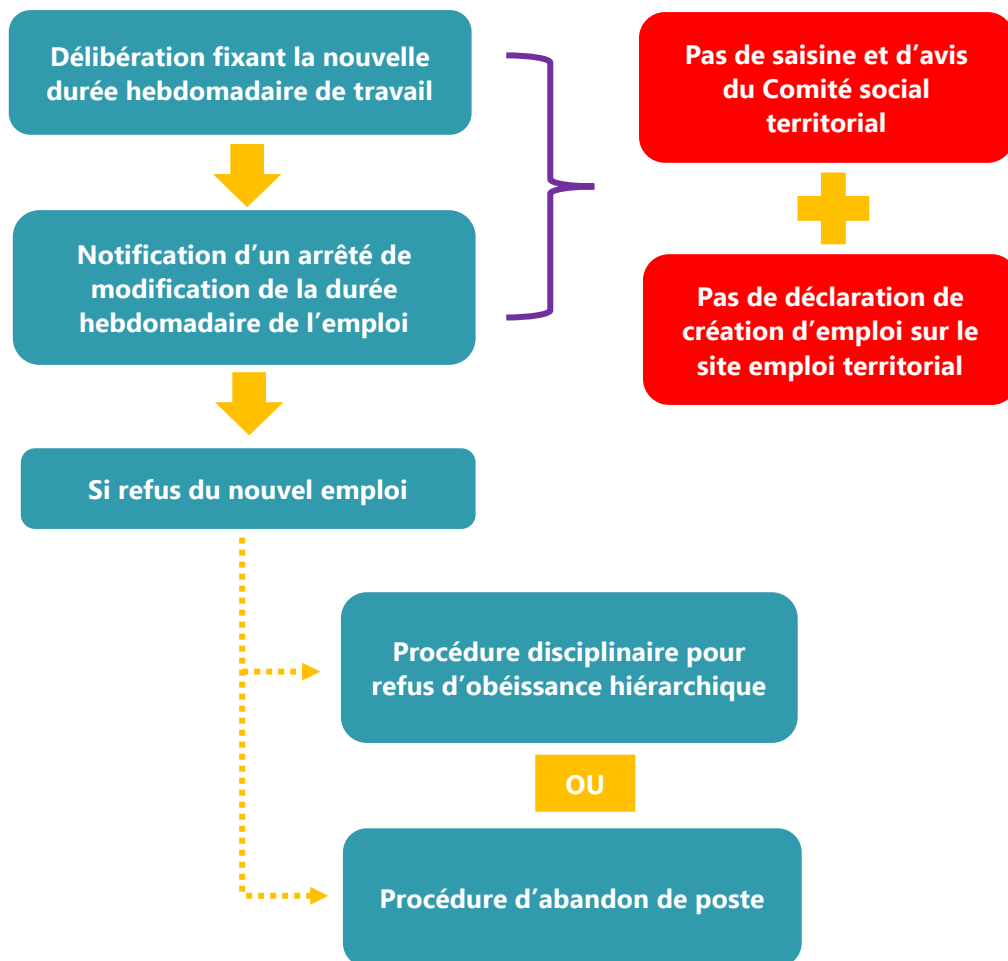 Délibération fixant la nouvelle
durée hebdomadaire de travail
Pas de saisine et d’avis
du Comité social
territorial
Notification d’un arrêté de
modification de la durée
hebdomadaire de l’emploi
Pas de déclaration de
création d’emploi sur le
site emploi territorial
Si refus du nouvel emploi
Procédure disciplinaire pour
refus d’obéissance hiérarchique
OU
Procédure d’abandon de poste